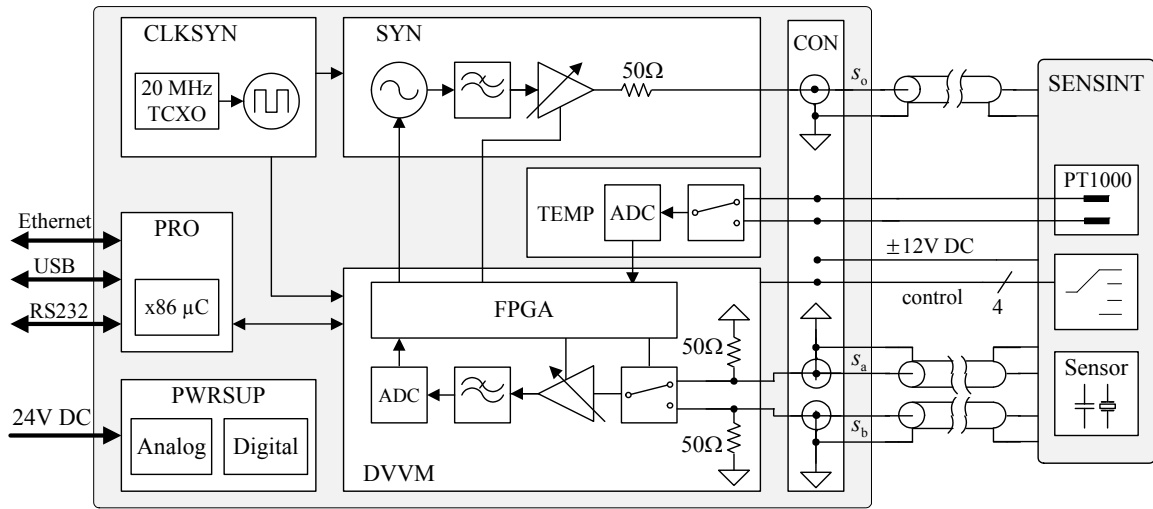 CLKSYN
20 MHz
TCXO
SYN
50Ω
CON
sₒ
SENSINT
TEMP
ADC
PT1000
Ethernet
USB
RS232
PRO
x86 µC
±12V DC
control
4
FPGA
50Ω
sₐ
ADC
Sensor
s_b
50Ω
DVVM
24V DC
PWRSUP
Analog
Digital